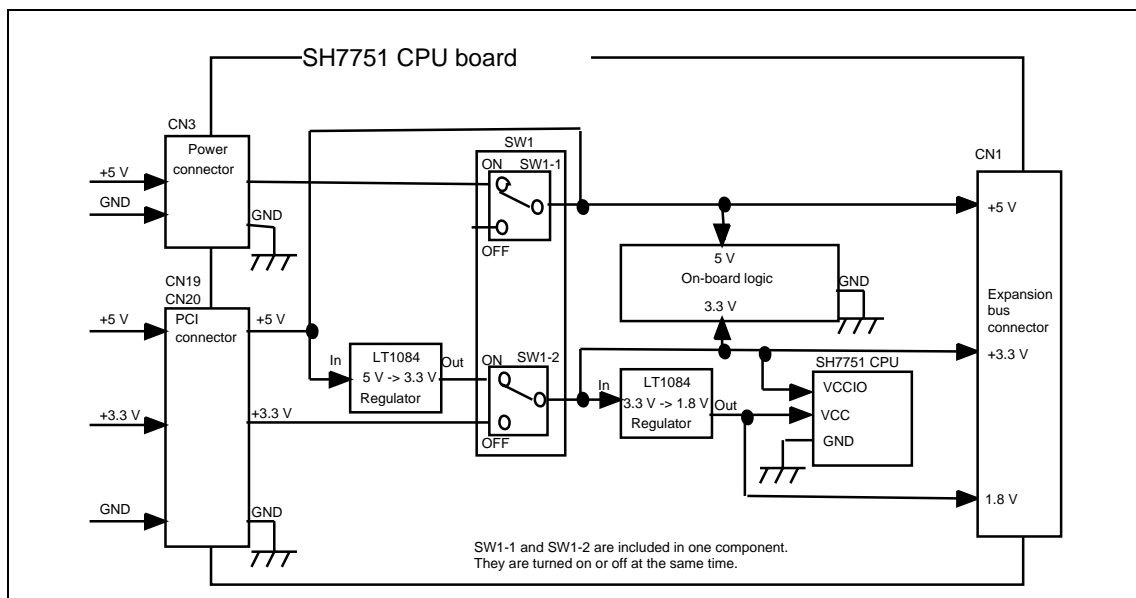 SH7751 CPU board
CN3
Power
connector
+5 V
GND
GND
CN19
CN20
PCI
connector
+5 V
+5 V
+3.3 V
+3.3 V
GND
GND
In
LT1084
5 V -> 3.3 V
Regulator
Out
SW1
ON
SW1-1
OFF
ON
SW1-2
OFF
5 V
On-board logic
3.3 V
GND
In
LT1084
3.3 V -> 1.8 V
Regulator
Out
SH7751 CPU
VCCIO
VCC
GND
CN1
+5 V
Expansion
bus
connector
+3.3 V
1.8 V
SW1-1 and SW1-2 are included in one component.
They are turned on or off at the same time.